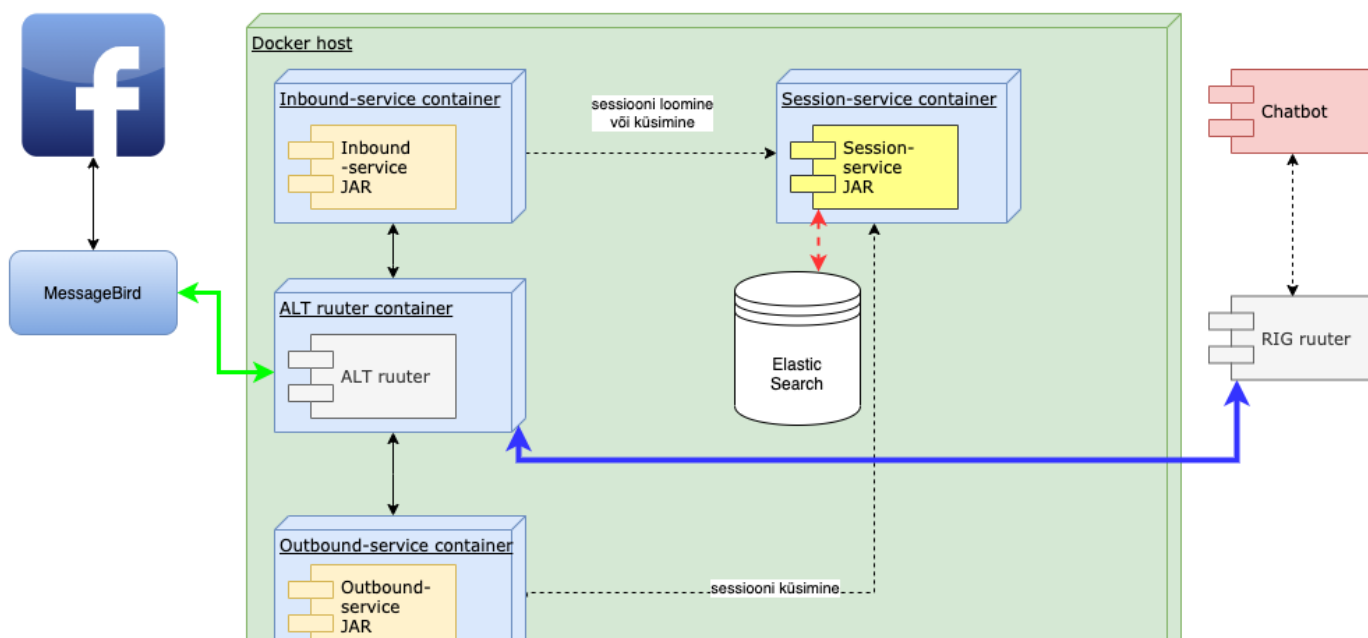 Docker host
Inbound-service container
Inbound
-service
JAR
sessiooni loomine
või küsimine
Session-service container
Session-
service
JAR
Chatbot
MessageBird
ALT ruuter container
ALT ruuter
Elastic
Search
RIG ruuter
Outbound-service container
Outbound-
service
JAR
sessiooni küsimine